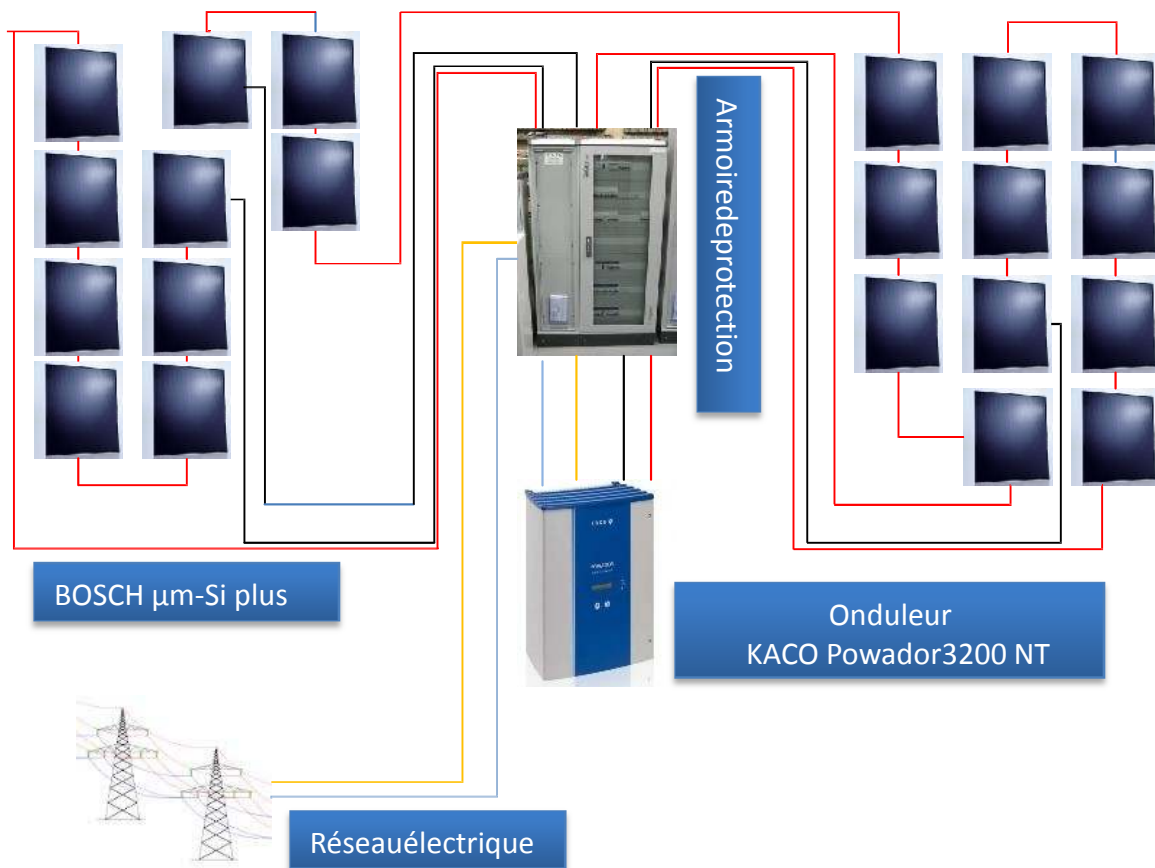 Armoiredeprotection
BOSCH µm-Si plus
Onduleur
KACO Powador3200 NT
Réseauélectrique